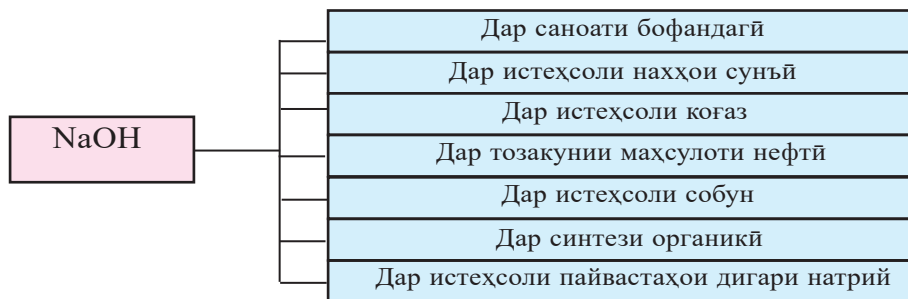 NaOH
Дар саноати бофандагӣ
Дар истеҳсоли наххои сунъӣ
Дар истеҳсоли коғаз
Дар тозакунии маҳсулоти нефтӣ
Дар истеҳсоли собун
Дар синтези органикӣ
Дар истеҳсоли пайвастаҳои дигари натрий